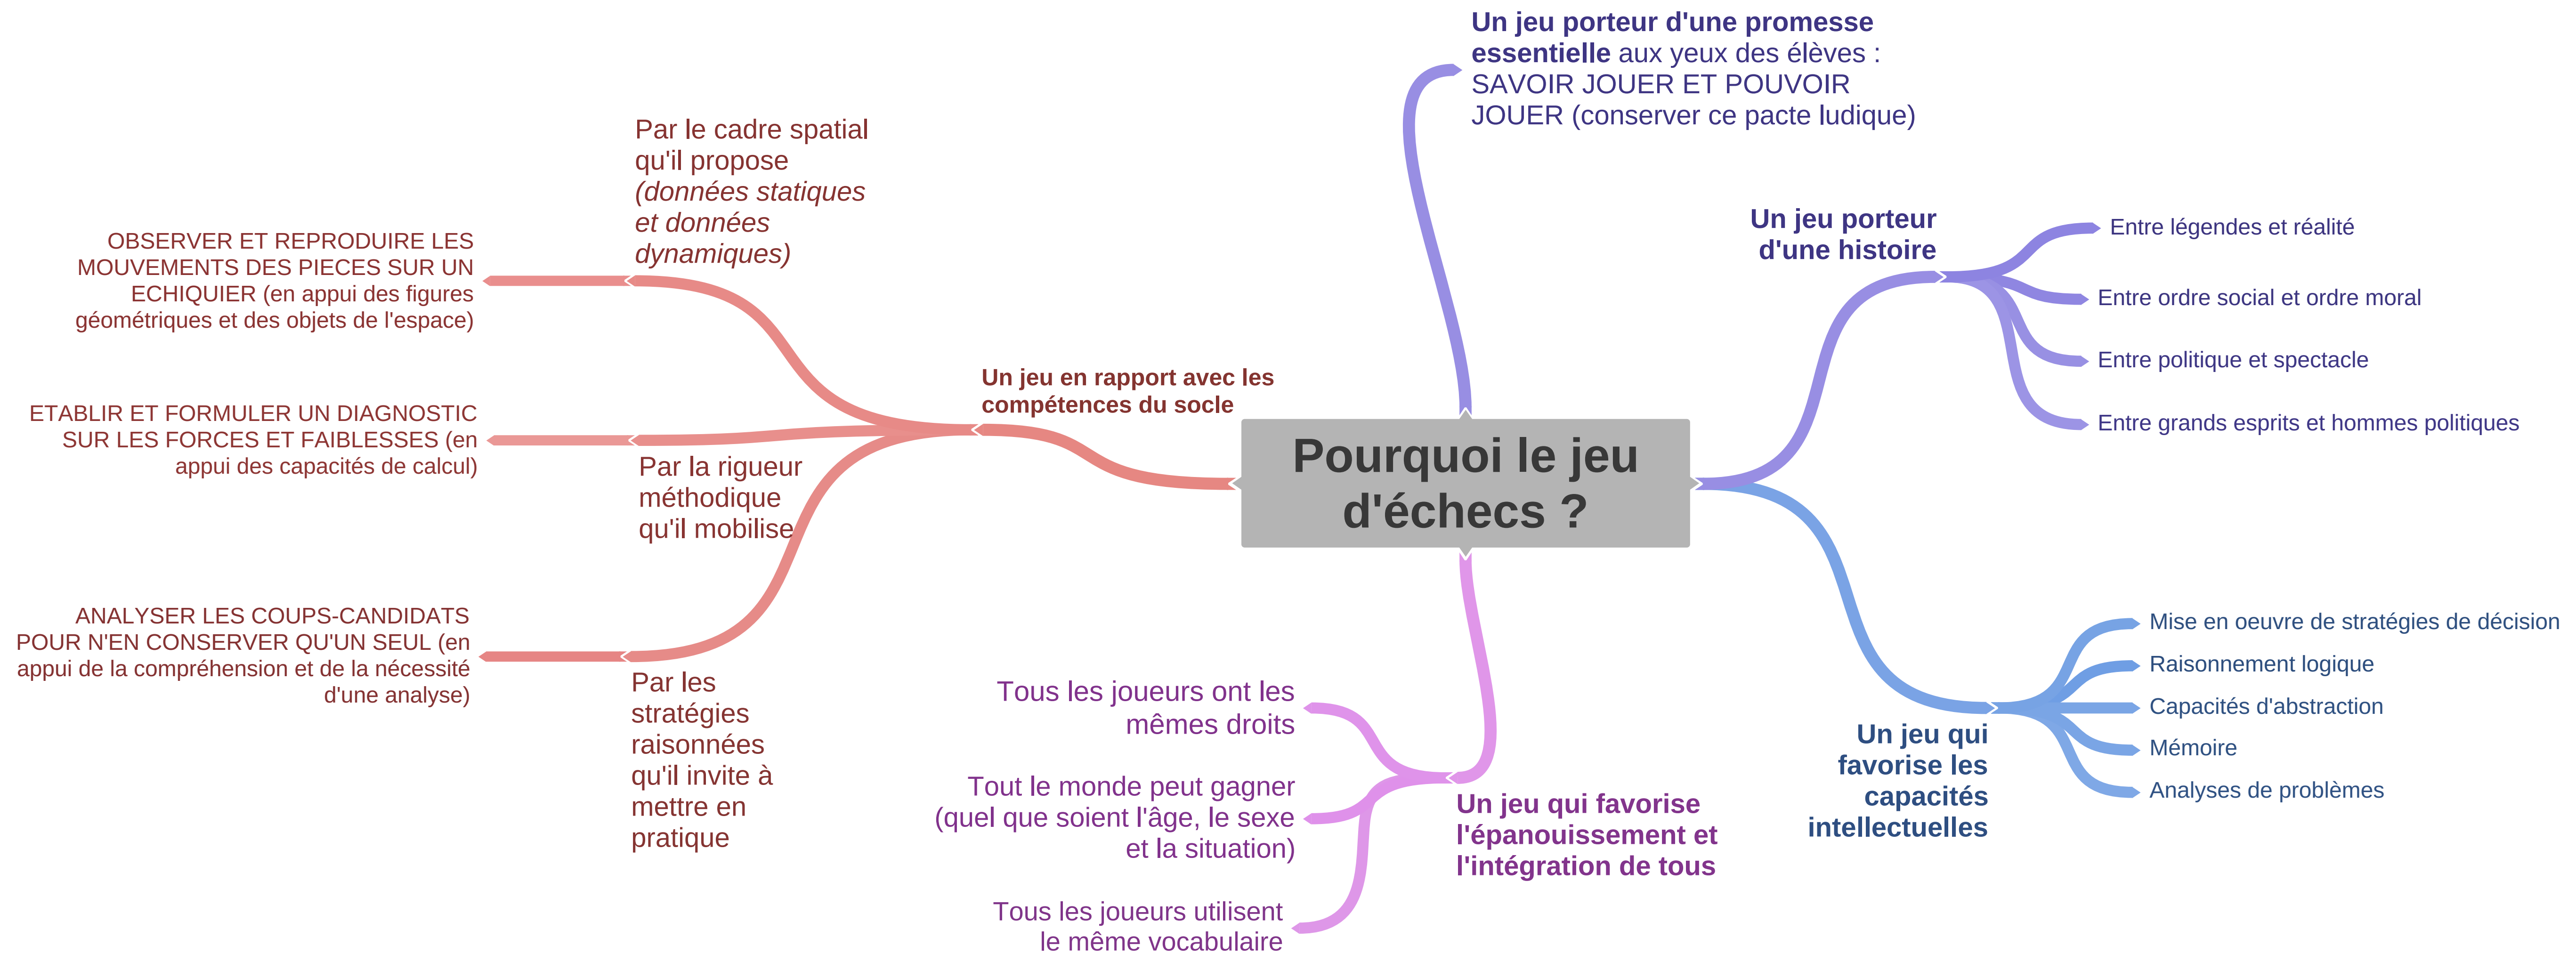 Pourquoi le jeu
d'échecs ?
Un jeu porteur d'une promesse
essentielle aux yeux des élèves :
SAVOIR JOUER ET POUVOIR
JOUER (conserver ce pacte ludique)
Un jeu porteur
d'une histoire
Entre légendes et réalité
Entre ordre social et ordre moral
Entre politique et spectacle
Entre grands esprits et hommes politiques
Un jeu qui
favorise les
capacités
intellectuelles
Mise en oeuvre de stratégies de décision
Raisonnement logique
Capacités d'abstraction
Mémoire
Analyses de problèmes
Un jeu qui favorise
l'épanouissement et
l'intégration de tous
Tous les joueurs ont les
mêmes droits
Tout le monde peut gagner
(quel que soient l'âge, le sexe
et la situation)
Tous les joueurs utilisent
le même vocabulaire
Un jeu en rapport avec les
compétences du socle
Par le cadre spatial
qu'il propose
(données statiques
et données
dynamiques)
OBSERVER ET REPRODUIRE LES
MOUVEMENTS DES PIECES SUR UN
ECHIQUIER (en appui des figures
géométriques et des objets de l'espace)
Par la rigueur
méthodique
qu'il mobilise
ETABLIR ET FORMULER UN DIAGNOSTIC
SUR LES FORCES ET FAIBLESSES (en
appui des capacités de calcul)
Par les
stratégies
raisonnées
qu'il invite à
mettre en
pratique
ANALYSER LES COUPS-CANDIDATS
POUR N'EN CONSERVER QU'UN SEUL (en
appui de la compréhension et de la nécessité
d'une analyse)